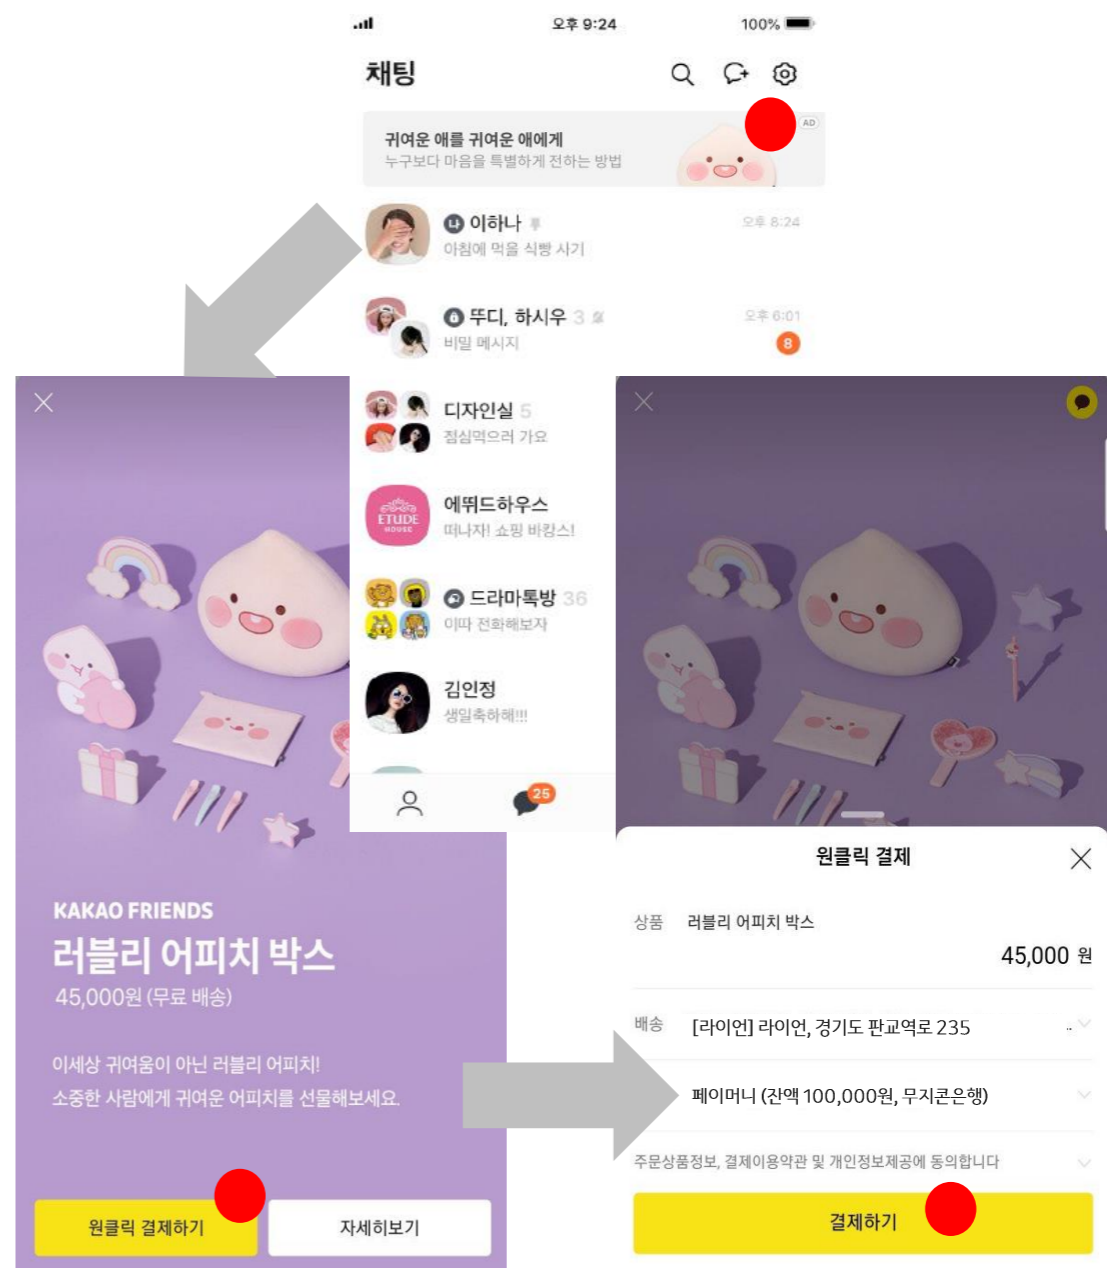 오후 9:24
100%
채팅
귀여운 애를 귀여운 애에게
누구보다 마음을 특별하게 전하는 방법
AD
나 이하나
오후 8:24
아침에 먹을 식빵 사기
뚜디, 하시우 3
오후 6:01
비밀 메시지
8
디자인실 5
점심먹으러 가요
ETUDE
HOUSE
에뛰드하우스
떠나자! 쇼핑 바캉스!
드라마톡방 36
이따 전화해보자
김인정
생일축하해!!!
25
KAKAO FRIENDS
러블리 어피치 박스
45,000원 (무료 배송)
이세상 귀여움이 아닌 러블리 어피치!
소중한 사람에게 귀여운 어피치를 선물해보세요.
원클릭 결제하기
자세히보기
원클릭 결제
상품 러블리 어피치 박스
45,000 원
배송 [라이언] 라이언, 경기도 판교역로 235 ..
페이머니 (잔액 100,000원, 무지콘은행)
주문상품정보, 결제이용약관 및 개인정보제공에 동의합니다
결제하기